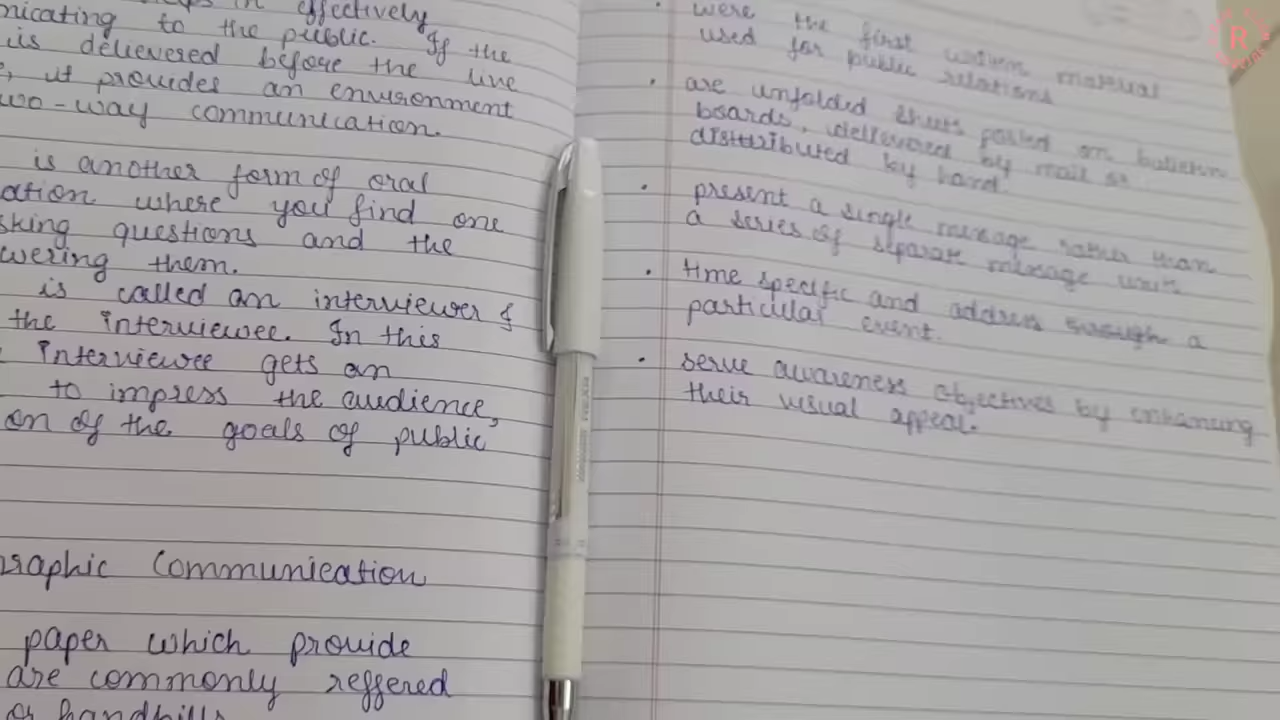 in effectively
nicating to the public. If the
is delievered before the live
, it provides an environment
wo-way communication.
is another form of oral
ation where you find one
sking questions and the
wering them.
is called an interviewer &
the interviewee. In this
Interviewee gets an
to impress the audience,
on of the goals of public
raphic Communication
paper which provide
are commonly reffered
or handbills
were the first written material
used for public relations
are unfolded sheets posted on bulletin
boards, delievered by mail or
distributed by hand.
present a single message rather than
a series of separate message units
time specific and address through a
particular event.
serve awareness objectives by enhancing
their visual appeal.
R